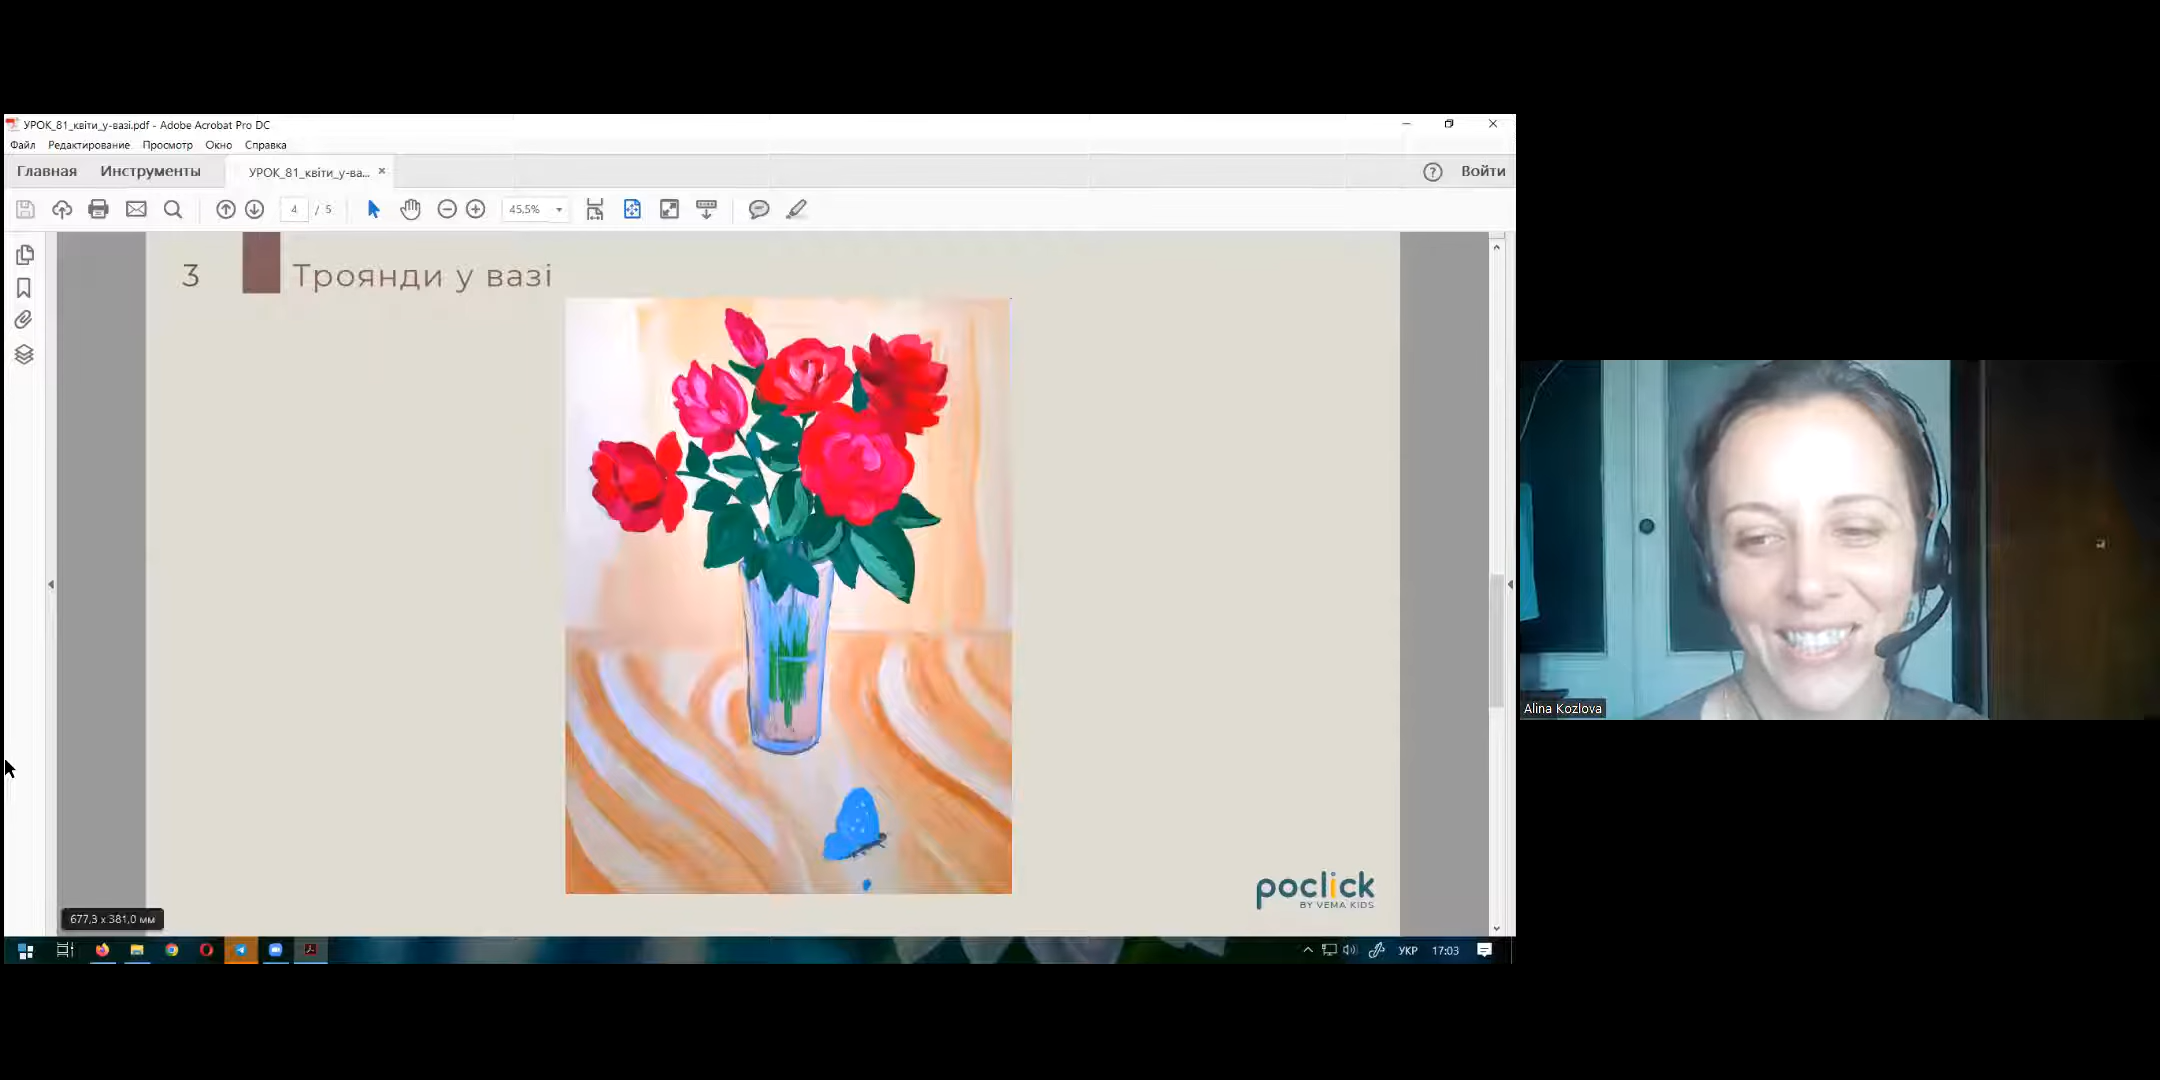 УРОК_81_квіти_у-вазі.pdf - Adobe Acrobat Pro DC
Файл Редактирование Просмотр Окно Справка
Главная Инструменты УРОК_81_квіти_у-ва... × Войти
4 / 5 45,5%
3 Троянди у вазі
Alina Kozlova
poclick
BY VEMA KIDS
677,3 x 381,0 мм
УКР 17:03